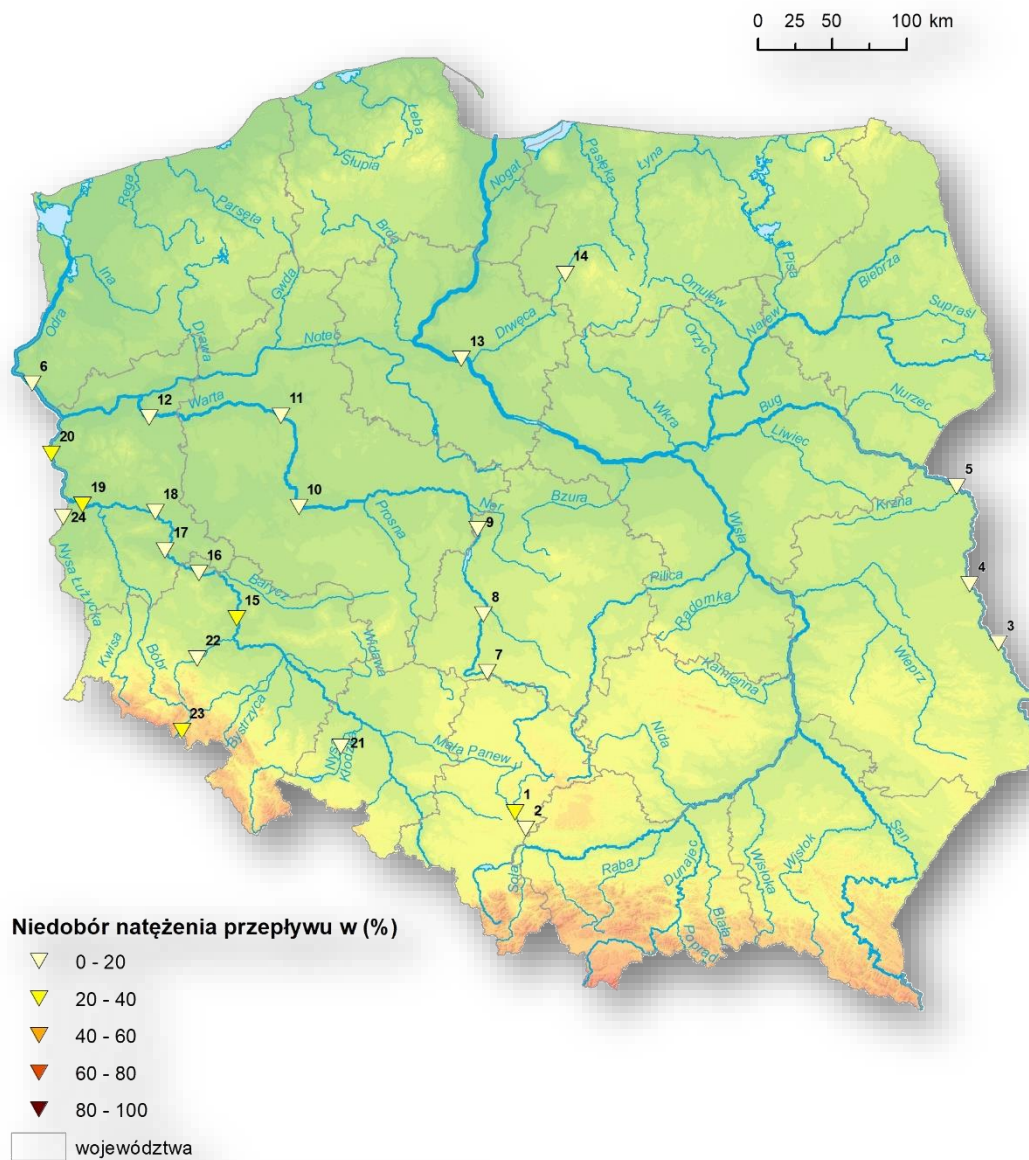 0 25 50 100 km
Łeba
Słupia
Nogat
Pasłęka
Łyna
Rega
Parsęta
Brda
Pisa
14
Ina
Gwda
Omulew
Biebrza
Odra
Drawa
Drwęca
Narew
Supraśl
Noteć
13
Orzyc
6
12
Warta
11
Wkra
Bug
Nurzec
Liwiec
20
19
18
10
Ner
Bzura
5
Krzna
24
17
9
Prosna
Wisła
Nysa Łużycka
16
Pilica
4
Barycz
15
8
Radomka
3
Kwisa
Bóbr
22
Widawa
7
Kamienna
Wieprz
23
Bystrzyca
21
Nysa Kłodzka
Mała Panew
Nida
1
2
San
Soła
Raba
Dunajec
Wisłoka
Wisłok
Biała
Poprad
Niedobór natężenia przepływu w (%)
0 - 20
20 - 40
40 - 60
60 - 80
80 - 100
województwa